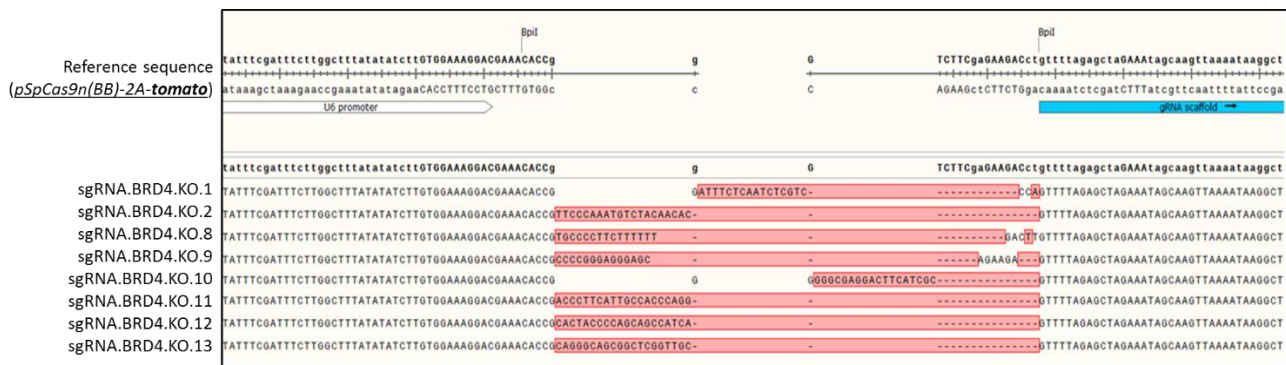 BpiI BpiI
tatttcgatttcttggctttatatatcttGTGGAAAGGACGAAACACCg g G TCTTCgaGAAGACctgttttagagctaGAAAtagcaagttaaaataaggct
Reference sequence
(pSpCas9n(BB)-2A-tomato)
ataaagctaaagaaccgaaatatatagaaCACCTTTCCTGCTTTGTGGc c C AGAAGctCTTCTGgacaaaatctcgatCTTTatcgttcaattttattccga
U6 promoter gRNA scaffold
tatttcgatttcttggctttatatatcttGTGGAAAGGACGAAACACCg g G TCTTCgaGAAGACctgttttagagctaGAAAtagcaagttaaaataaggct
sgRNA.BRD4.KO.1 TATTTCGATTTCTTGGCTTTATATATCTTGTGGAAAGGACGAAACACCG GATTTCTCAATCTCGTC- ------------CCAGTTTTAGAGCTAGAAATAGCAAGTTAAAATAAGGCT
sgRNA.BRD4.KO.2 TATTTCGATTTCTTGGCTTTATATATCTTGTGGAAAGGACGAAACACCGTTCCCAAATGTCTACAACAC- - ---------------GTTTTAGAGCTAGAAATAGCAAGTTAAAATAAGGCT
sgRNA.BRD4.KO.8 TATTTCGATTTCTTGGCTTTATATATCTTGTGGAAAGGACGAAACACCGTGCCCCTTCTTTTTT - - ----------GACTTGTTTTAGAGCTAGAAATAGCAAGTTAAAATAAGGCT
sgRNA.BRD4.KO.9 TATTTCGATTTCTTGGCTTTATATATCTTGTGGAAAGGACGAAACACCGCCCCGGGAGGGAGC - - ------AGAAGA---GTTTTAGAGCTAGAAATAGCAAGTTAAAATAAGGCT
sgRNA.BRD4.KO.10 TATTTCGATTTCTTGGCTTTATATATCTTGTGGAAAGGACGAAACACCG G GGGGCGAGGACTTCATCGC---------------GTTTTAGAGCTAGAAATAGCAAGTTAAAATAAGGCT
sgRNA.BRD4.KO.11 TATTTCGATTTCTTGGCTTTATATATCTTGTGGAAAGGACGAAACACCGACCCTTCATTGCCACCCAGG- - ---------------GTTTTAGAGCTAGAAATAGCAAGTTAAAATAAGGCT
sgRNA.BRD4.KO.12 TATTTCGATTTCTTGGCTTTATATATCTTGTGGAAAGGACGAAACACCGCACTACCCCAGCAGCCATCA- - ---------------GTTTTAGAGCTAGAAATAGCAAGTTAAAATAAGGCT
sgRNA.BRD4.KO.13 TATTTCGATTTCTTGGCTTTATATATCTTGTGGAAAGGACGAAACACCGCAGGGCAGCGGCTCGGTTGC- - ---------------GTTTTAGAGCTAGAAATAGCAAGTTAAAATAAGGCT